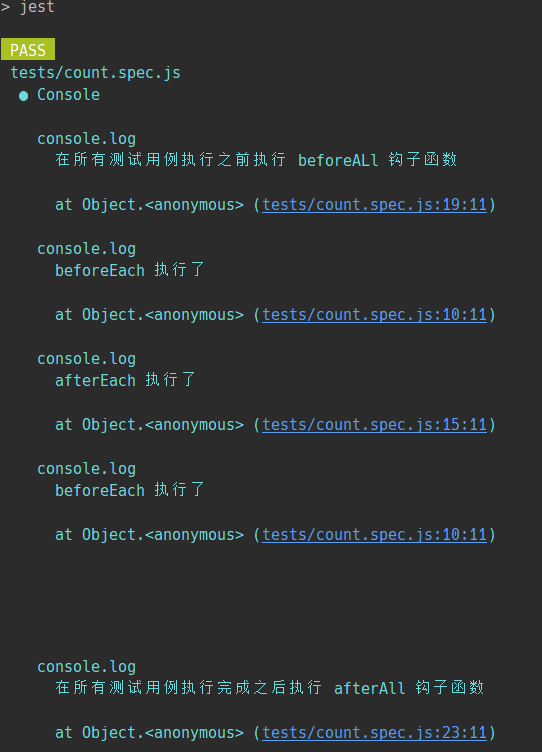 > jest
PASS
tests/count.spec.js
● Console
console.log
在所有测试用例执行之前执行 beforeALl 钩子函数
at Object.<anonymous> (tests/count.spec.js:19:11)
console.log
beforeEach 执行了
at Object.<anonymous> (tests/count.spec.js:10:11)
console.log
afterEach 执行了
at Object.<anonymous> (tests/count.spec.js:15:11)
console.log
beforeEach 执行了
at Object.<anonymous> (tests/count.spec.js:10:11)
console.log
在所有测试用例执行完成之后执行 afterAll 钩子函数
at Object.<anonymous> (tests/count.spec.js:23:11)